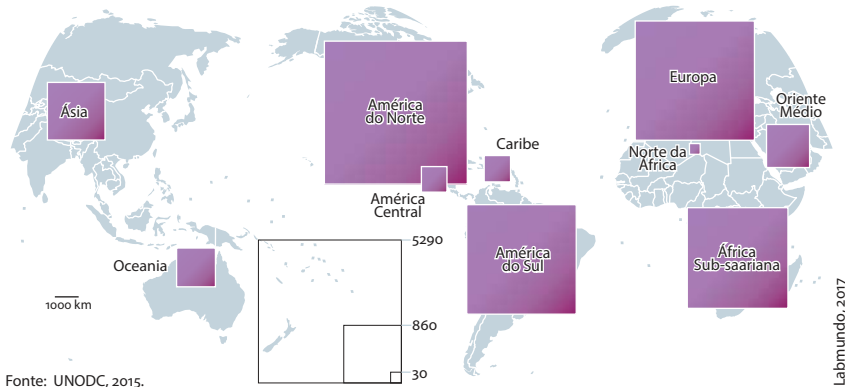 Ásia
América
do Norte
Caribe
América
Central
Europa
Oriente
Médio
Norte da
África
Oceania
América
do Sul
África
Sub-saariana
5290
860
30
1000 km
Fonte: UNODC, 2015.
Labmundo, 2017